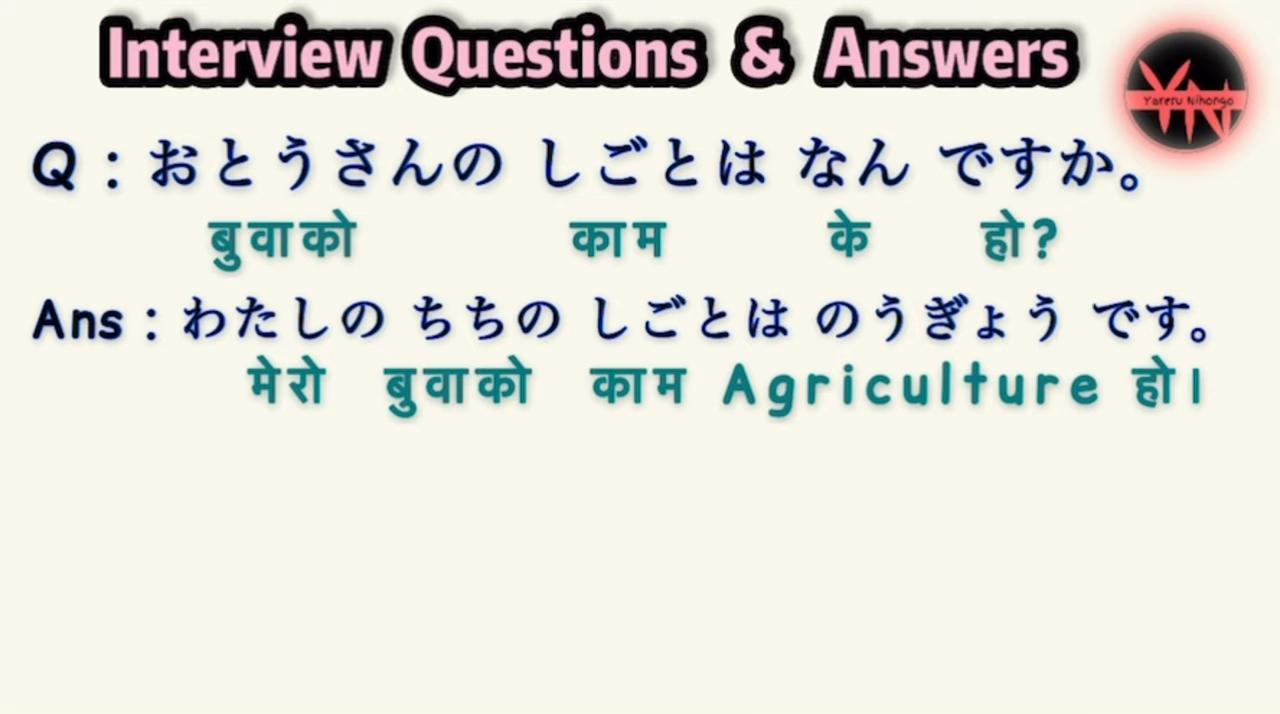 Interview Questions & Answers
Yareru Nihongo
Q : おとうさんの しごとは なん ですか。
बुवाको काम के हो?
Ans : わたしの ちちの しごとは のうぎょう です。
मेरो बुवाको काम Agriculture हो।